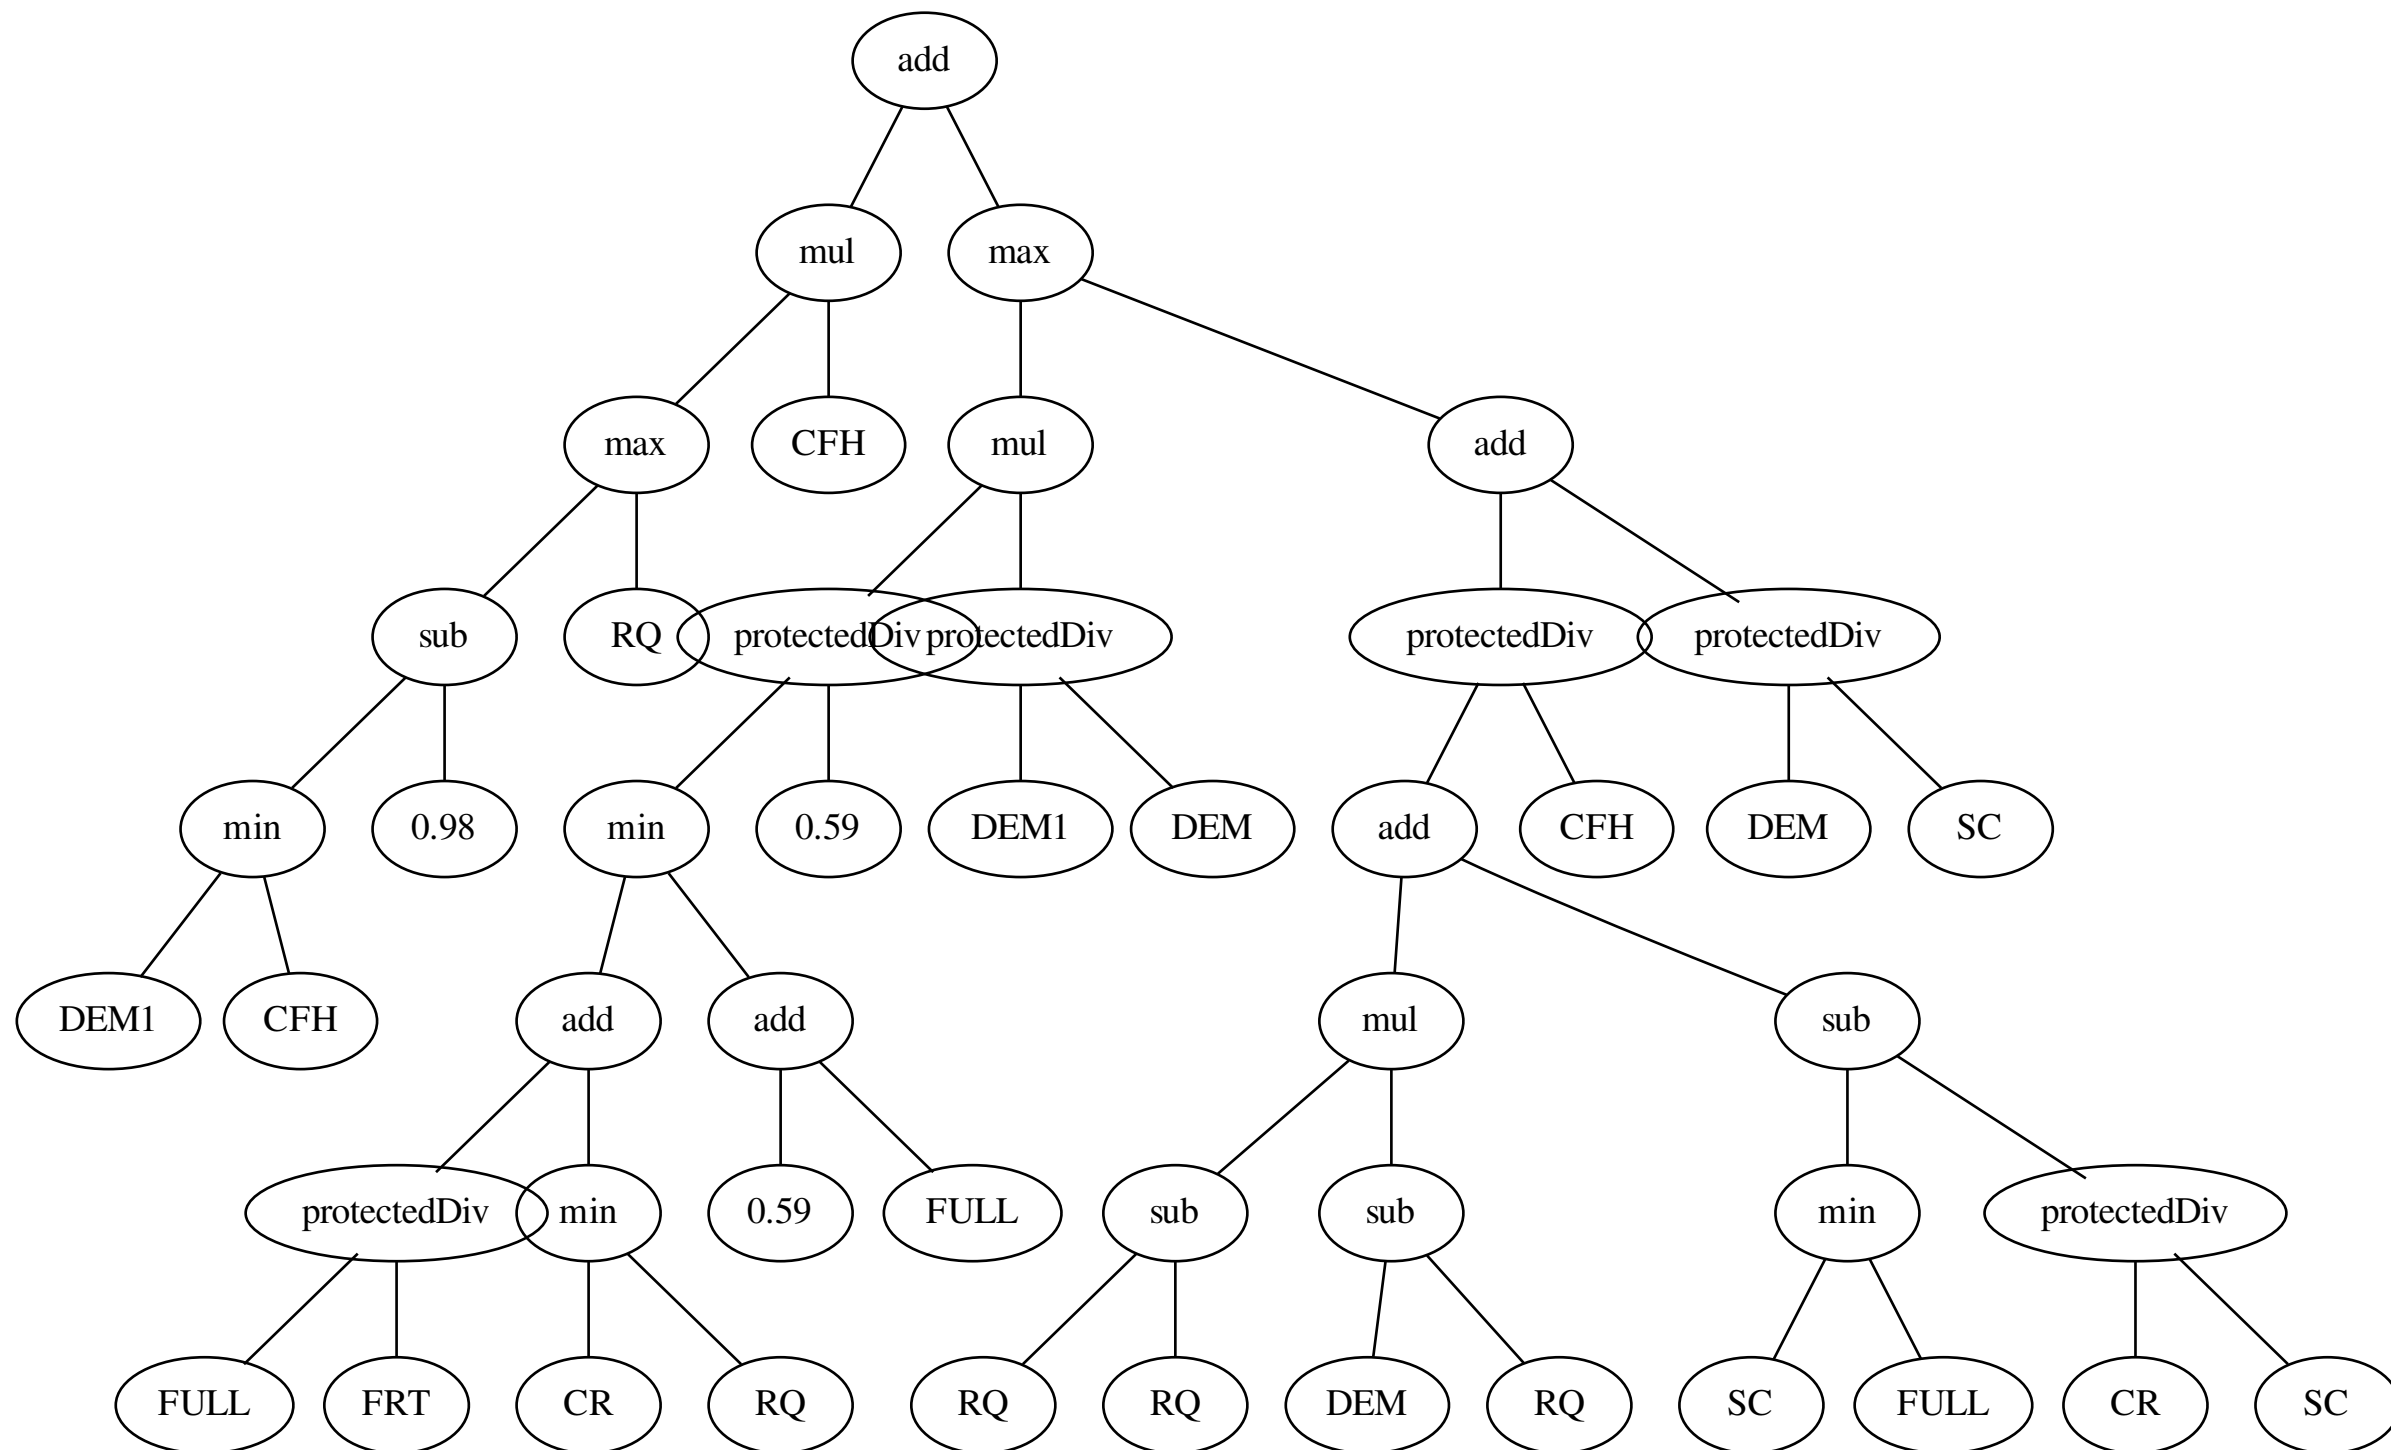 add
mul max
max CFH mul add
sub RQ protectedDiv protectedDiv protectedDiv protectedDiv
min 0.98 min 0.59 DEM1 DEM add CFH DEM SC
DEM1 CFH add add mul sub
protectedDiv min 0.59 FULL sub sub min protectedDiv
FULL FRT CR RQ RQ RQ DEM RQ SC FULL CR SC